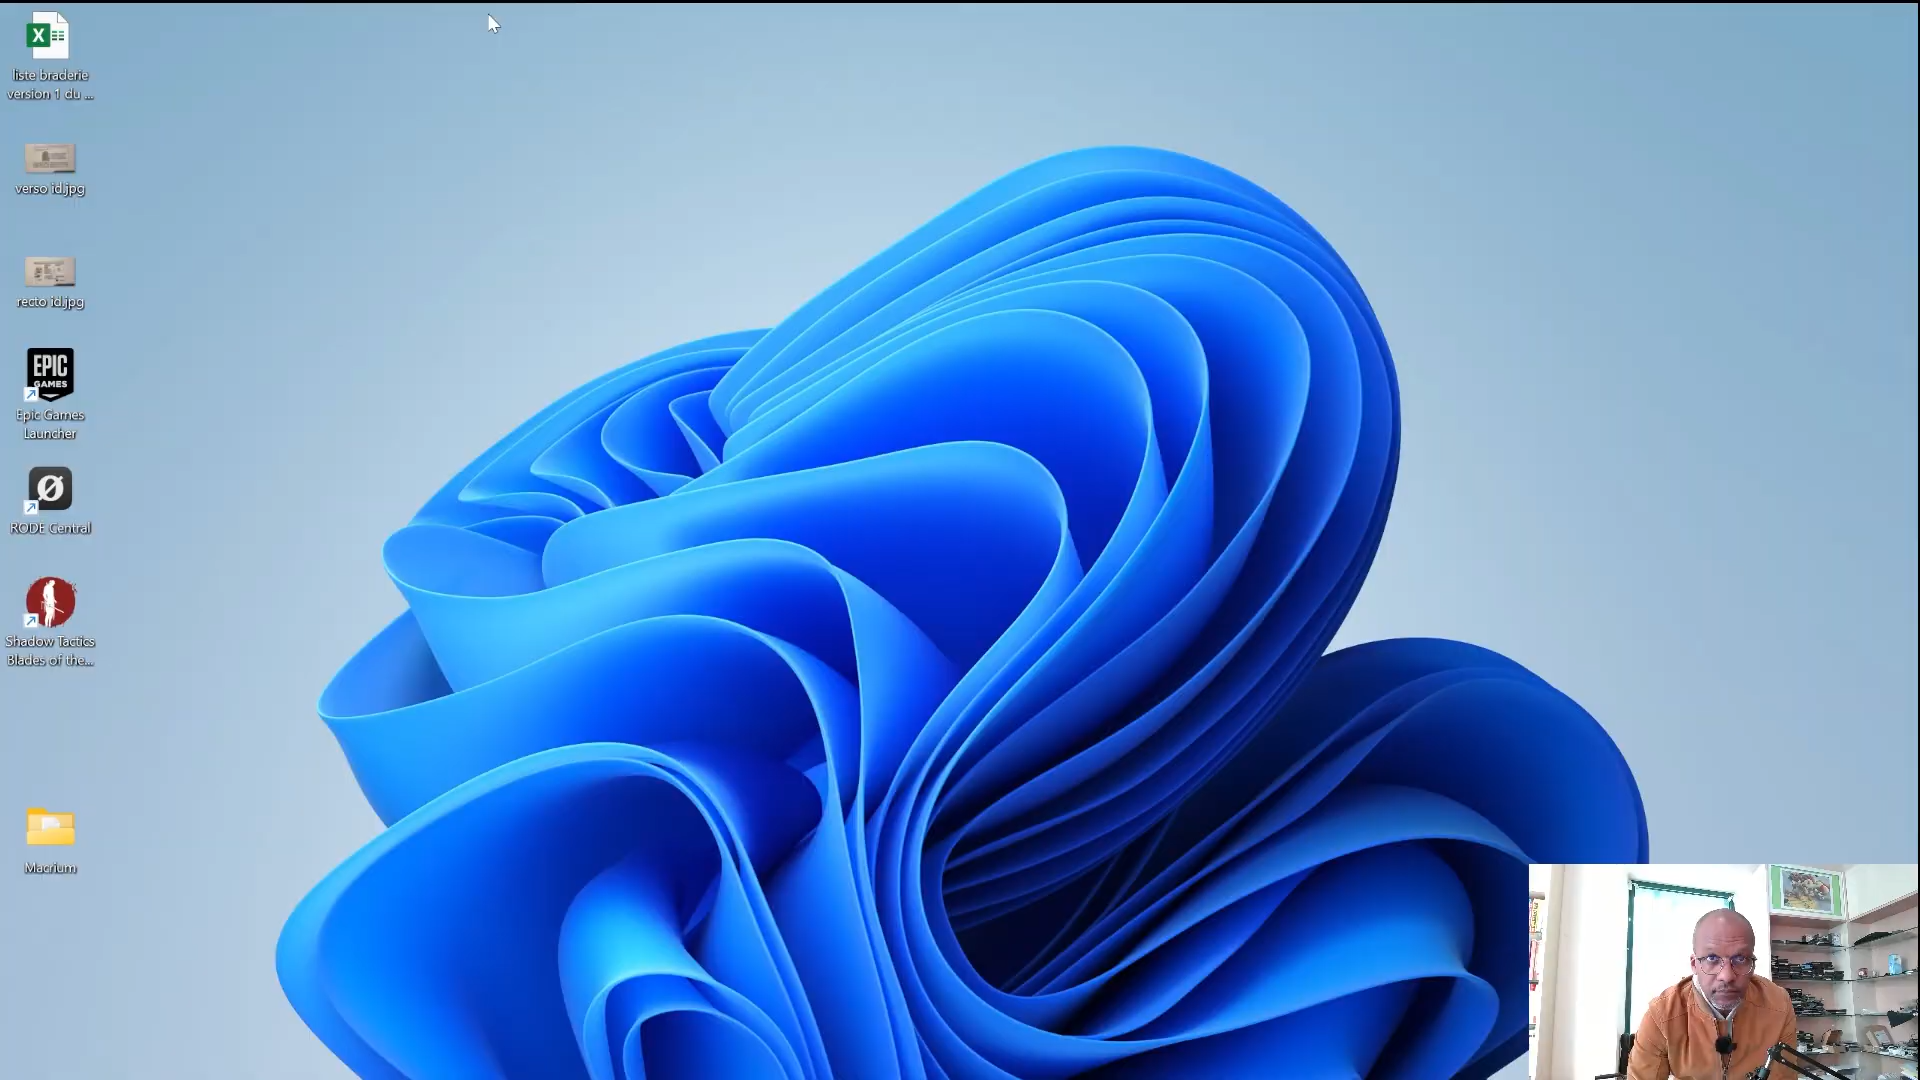 X
liste braderie
version 1 du ...
verso id.jpg
recto id.jpg
EPIC
GAMES
Epic Games
Launcher
RODE Central
Shadow Tactics
Blades of the...
Macrium